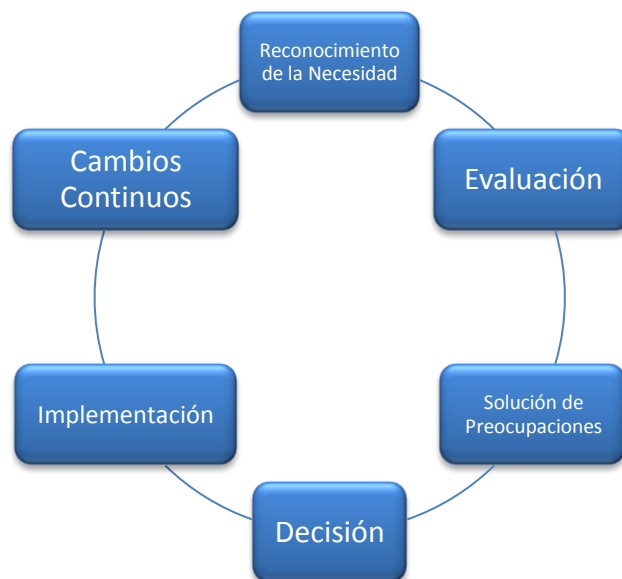 Reconocimiento
de la Necesidad
Evaluación
Solución de
Preocupaciones
Decisión
Implementación
Cambios
Continuos